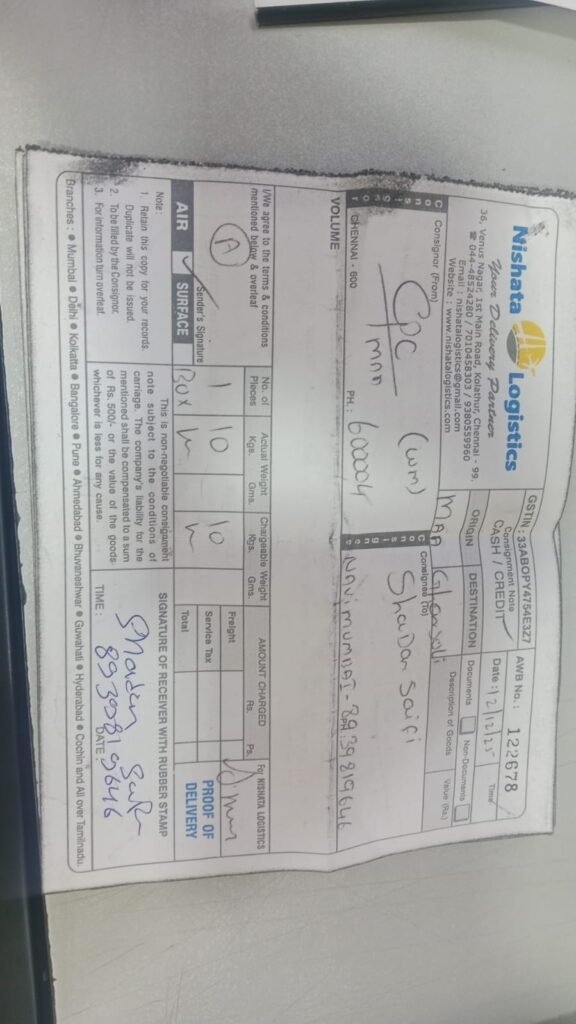 Nishata Logistics
Your Delivery Partner
36, Venus Nagar, 1st Main Road, Kolathur, Chennai - 99.
☎ 044-48524280 / 7010458303 / 9380559960
Email : nishatalogistics@gmail.com
Website : www.nishatalogistics.com
GSTIN : 33ABOPY4754E327
Consignment Note
CASH / CREDIT
AWB No. : 122678
Date : 12/12/25 Time
ORIGIN DESTINATION
MAA Ghansoli
Documents Non-Documents
Description of Goods Value (Rs.)
Consignor (From)
CPC (wm)
MAA
CHENNAI - 600 PH : 600004
Consignee (To)
Shadan Saifi
Navi mumbai - 8939819646
PH :
VOLUME
I/We agree to the terms & conditions
mentioned below & overleaf
A
Sender's Signature
AIR ✓ SURFACE
No. of Pieces
Actual Weight
Kgs. Gms.
Chargeable Weight
Kgs. Gms.
1 10 10
Box
AMOUNT CHARGED
Rs. Ps.
Freight
Service Tax
Total
For NISHATA LOGISTICS
PROOF OF
DELIVERY
Note :
1. Retain this copy for your records.
Duplicate will not be issued.
2. To be filled by the Consignor.
3. For information turn overleaf.
This is non-negotiable consignment
note subject to the conditions of
carriage. The company's liability for the
mentioned shall be compensated to a sum
of Rs. 500/- or the value of the goods
whichever is less for any cause.
SIGNATURE OF RECEIVER WITH RUBBER STAMP
Shadan Saifi
8939819646
TIME : DATE :
Branches : ● Mumbai ● Delhi ● Kolkatta ● Bangalore ● Pune ● Ahmedabad ● Bhuvaneshwar ● Guwahati ● Hyderabad ● Cochin and All over Tamilnadu.